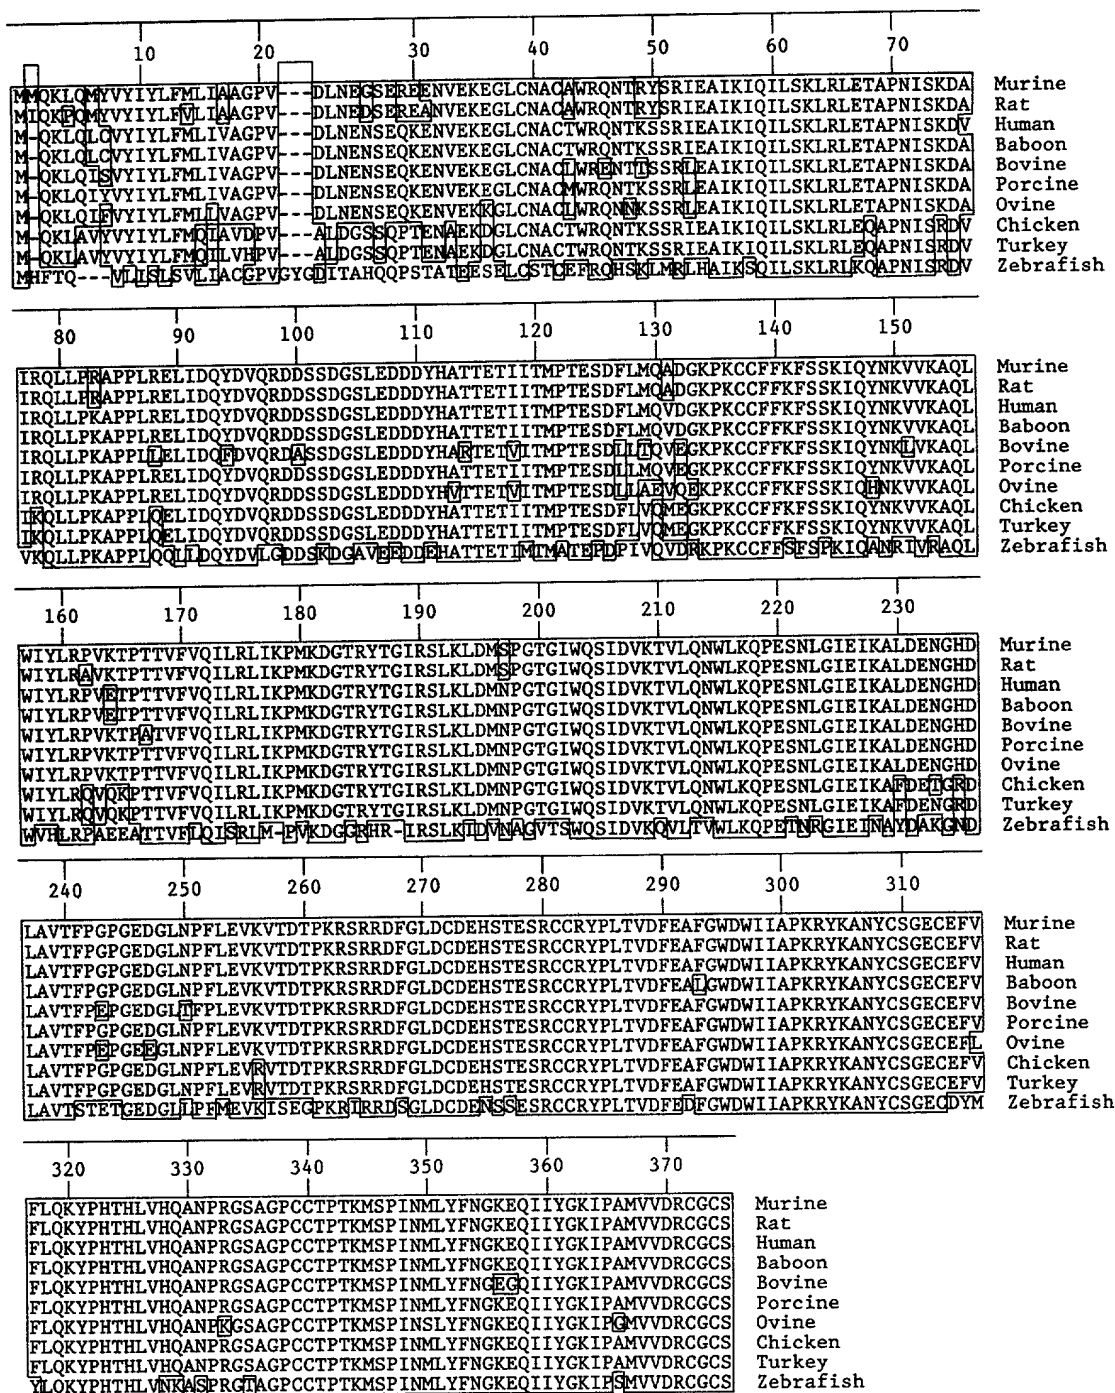 10 20 30 40 50 60 70
MMQKLQMYVYIYLFMLIAAGPV---DLNEGSEREENVEKEGLCNACAWRQNTRYSRIEAIKIQILSKLRLETAPNISKDA Murine
MIQKPQMYVYIYLFVLIAAGPV---DLNEDSEREANVEKEGLCNACAWRQNTRYSRIEAIKIQILSKLRLETAPNISKDA Rat
M-QKLQLCVYIYLFMLIVAGPV---DLNENSEQKENVEKEGLCNACTWRQNTKSSRIEAIKIQILSKLRLETAPNISKDV Human
M-QKLQLCVYIYLFMLIVAGPV---DLNENSEQKENVEKEGLCNACTWRQNTKSSRIEAIKIQILSKLRLETAPNISKDA Baboon
M-QKLQISVYIYLFMLIVAGPV---DLNENSEQKENVEKEGLCNACLWRENTTSSRLEAIKIQILSKLRLETAPNISKDA Bovine
M-QKLQIYVYIYLFMLIVAGPV---DLNENSEQKENVEKEGLCNACMWRQNTKSSRLEAIKIQILSKLRLETAPNISKDA Porcine
M-QKLQIFVYIYLFMLLVAGPV---DLNENSEQKENVEKKGLCNACLWRQNNKSSRLEAIKIQILSKLRLETAPNISKDA Ovine
M-QKLAVYVYIYLFMQIAVDPV---ALDGSSQPTENAEKDGLCNACTWRQNTKSSRIEAIKIQILSKLRLEQAPNISRDV Chicken
M-QKLAVYVYIYLFMQILVHPV---ALDGSSQPTENAEKDGLCNACTWRQNTKSSRIEAIKIQILSKLRLEQAPNISRDV Turkey
MHFTQ---VLISLSVLIACGPVGYGDITAHQQPSTATEESELCSTCEFRQHSKLMRLHAIKSQILSKLRLKQAPNISRDV Zebrafish
80 90 100 110 120 130 140 150
IRQLLPRAPPLRELIDQYDVQRDDSSDGSLEDDDYHATTETIITMPTESDFLMQADGKPKCCFFKFSSKIQYNKVVKAQL Murine
IRQLLPRAPPLRELIDQYDVQRDDSSDGSLEDDDYHATTETIITMPTESDFLMQADGKPKCCFFKFSSKIQYNKVVKAQL Rat
IRQLLPKAPPLRELIDQYDVQRDDSSDGSLEDDDYHATTETIITMPTESDFLMQVDGKPKCCFFKFSSKIQYNKVVKAQL Human
IRQLLPKAPPLRELIDQYDVQRDDSSDGSLEDDDYHATTETIITMPTESDFLMQVDGKPKCCFFKFSSKIQYNKVVKAQL Baboon
IRQLLPKAPPLLELIDQFDVQRDASSDGSLEDDDYHARTETVITMPTESDLLTQVEGKPKCCFFKFSSKIQYNKLVKAQL Bovine
IRQLLPKAPPLRELIDQYDVQRDDSSDGSLEDDDYHATTETIITMPTESDLLMQVEGKPKCCFFKFSSKIQYNKVVKAQL Porcine
IRQLLPKAPPLRELIDQYDVQRDDSSDGSLEDDDYHVTTETVITMPTESDLLAEVQEKPKCCFFKFSSKIQHNKVVKAQL Ovine
IKQLLPKAPPLQELIDQYDVQRDDSSDGSLEDDDYHATTETIITMPTESDFLVQMEGKPKCCFFKFSSKIQYNKVVKAQL Chicken
IKQLLPKAPPLQELIDQYDVQRDDSSDGSLEDDDYHATTETIITMPTESDFLVQMEGKPKCCFFKFSSKIQYNKVVKAQL Turkey
VKQLLPKAPPLQQLLDQYDVLGDDSKDGAVEEDDEHATTETIMTMATEPDPIVQVDRKPKCCFFSFSPKIQANRIVRAQL Zebrafish
160 170 180 190 200 210 220 230
WIYLRPVKTPTTVFVQILRLIKPMKDGTRYTGIRSLKLDMSPGTGIWQSIDVKTVLQNWLKQPESNLGIEIKALDENGHD Murine
WIYLRAVKTPTTVFVQILRLIKPMKDGTRYTGIRSLKLDMSPGTGIWQSIDVKTVLQNWLKQPESNLGIEIKALDENGHD Rat
WIYLRPVETPTTVFVQILRLIKPMKDGTRYTGIRSLKLDMNPGTGIWQSIDVKTVLQNWLKQPESNLGIEIKALDENGHD Human
WIYLRPVETPTTVFVQILRLIKPMKDGTRYTGIRSLKLDMNPGTGIWQSIDVKTVLQNWLKQPESNLGIEIKALDENGHD Baboon
WIYLRPVKTPATVFVQILRLIKPMKDGTRYTGIRSLKLDMNPGTGIWQSIDVKTVLQNWLKQPESNLGIEIKALDENGHD Bovine
WIYLRPVKTPTTVFVQILRLIKPMKDGTRYTGIRSLKLDMNPGTGIWQSIDVKTVLQNWLKQPESNLGIEIKALDENGHD Porcine
WIYLRPVKTPTTVFVQILRLIKPMKDGTRYTGIRSLKLDMNPGTGIWQSIDVKTVLQNWLKQPESNLGIEIKALDENGHD Ovine
WIYLRQVQKPTTVFVQILRLIKPMKDGTRYTGIRSLKLDMNPGTGIWQSIDVKTVLQNWLKQPESNLGIEIKAFDETGRD Chicken
WIYLRQVQKPTTVFVQILRLIKPMKDGTRYTGIRSLKLDMNPGTGIWQSIDVKTVLQNWLKQPESNLGIEIKAFDENGRD Turkey
WVHLRPAEEATTVFLQISRLM-PVKDGGRHR-IRSLKIDVNAGVTSWQSIDVKQVLTVWLKQPETNRGIEINAYDAKGND Zebrafish
240 250 260 270 280 290 300 310
LAVTFPGPGEDGLNPFLEVKVTDTPKRSRRDFGLDCDEHSTESRCCRYPLTVDFEAFGWDWIIAPKRYKANYCSGECEFV Murine
LAVTFPGPGEDGLNPFLEVKVTDTPKRSRRDFGLDCDEHSTESRCCRYPLTVDFEAFGWDWIIAPKRYKANYCSGECEFV Rat
LAVTFPGPGEDGLNPFLEVKVTDTPKRSRRDFGLDCDEHSTESRCCRYPLTVDFEAFGWDWIIAPKRYKANYCSGECEFV Human
LAVTFPGPGEDGLNPFLEVKVTDTPKRSRRDFGLDCDEHSTESRCCRYPLTVDFEALGWDWIIAPKRYKANYCSGECEFV Baboon
LAVTFPEPGEDGLTPFLEVKVTDTPKRSRRDFGLDCDEHSTESRCCRYPLTVDFEAFGWDWIIAPKRYKANYCSGECEFV Bovine
LAVTFPGPGEDGLNPFLEVKVTDTPKRSRRDFGLDCDEHSTESRCCRYPLTVDFEAFGWDWIIAPKRYKANYCSGECEFV Porcine
LAVTFPEPGEEGLNPFLEVKVTDTPKRSRRDFGLDCDEHSTESRCCRYPLTVDFEAFGWDWIIAPKRYKANYCSGECEFL Ovine
LAVTFPGPGEDGLNPFLEVRVTDTPKRSRRDFGLDCDEHSTESRCCRYPLTVDFEAFGWDWIIAPKRYKANYCSGECEFV Chicken
LAVTFPGPGEDGLNPFLEVRVTDTPKRSRRDFGLDCDEHSTESRCCRYPLTVDFEAFGWDWIIAPKRYKANYCSGECEFV Turkey
LAVTSTETGEDGLLPFMEVKISEGPKRIRRDSGLDCDENSSESRCCRYPLTVDFEDFGWDWIIAPKRYKANYCSGECDYM Zebrafish
320 330 340 350 360 370
FLQKYPHTHLVHQANPRGSAGPCCTPTKMSPINMLYFNGKEQIIYGKIPAMVVDRCGCS Murine
FLQKYPHTHLVHQANPRGSAGPCCTPTKMSPINMLYFNGKEQIIYGKIPAMVVDRCGCS Rat
FLQKYPHTHLVHQANPRGSAGPCCTPTKMSPINMLYFNGKEQIIYGKIPAMVVDRCGCS Human
FLQKYPHTHLVHQANPRGSAGPCCTPTKMSPINMLYFNGKEQIIYGKIPAMVVDRCGCS Baboon
FLQKYPHTHLVHQANPRGSAGPCCTPTKMSPINMLYFNGEGQIIYGKIPAMVVDRCGCS Bovine
FLQKYPHTHLVHQANPRGSAGPCCTPTKMSPINMLYFNGKEQIIYGKIPAMVVDRCGCS Porcine
FLQKYPHTHLVHQANPKGSAGPCCTPTKMSPINSLYFNGKEQIIYGKIPGMVVDRCGCS Ovine
FLQKYPHTHLVHQANPRGSAGPCCTPTKMSPINMLYFNGKEQIIYGKIPAMVVDRCGCS Chicken
FLQKYPHTHLVHQANPRGSAGPCCTPTKMSPINMLYFNGKEQIIYGKIPAMVVDRCGCS Turkey
YLQKYPHTHLVNKASPRGTAGPCCTPTKMSPINMLYFNGKEQIIYGKIPSMVVDRCGCS Zebrafish